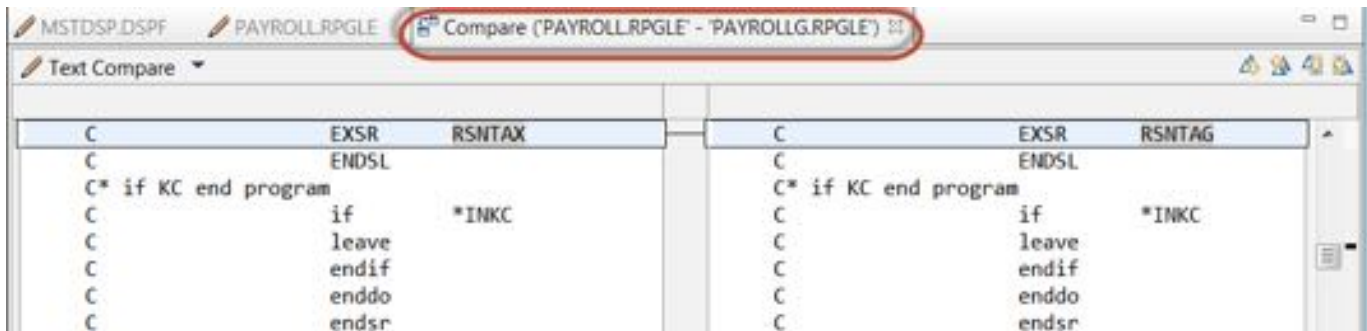 MSTDSP.DSPF PAYROLL.RPGLE Compare ('PAYROLL.RPGLE' - 'PAYROLLG.RPGLE')
Text Compare
C EXSR RSNTAX C EXSR RSNTAG
C ENDSL C ENDSL
C* if KC end program C* if KC end program
C if *INKC C if *INKC
C leave C leave
C endif C endif
C enddo C enddo
C endsr C endsr